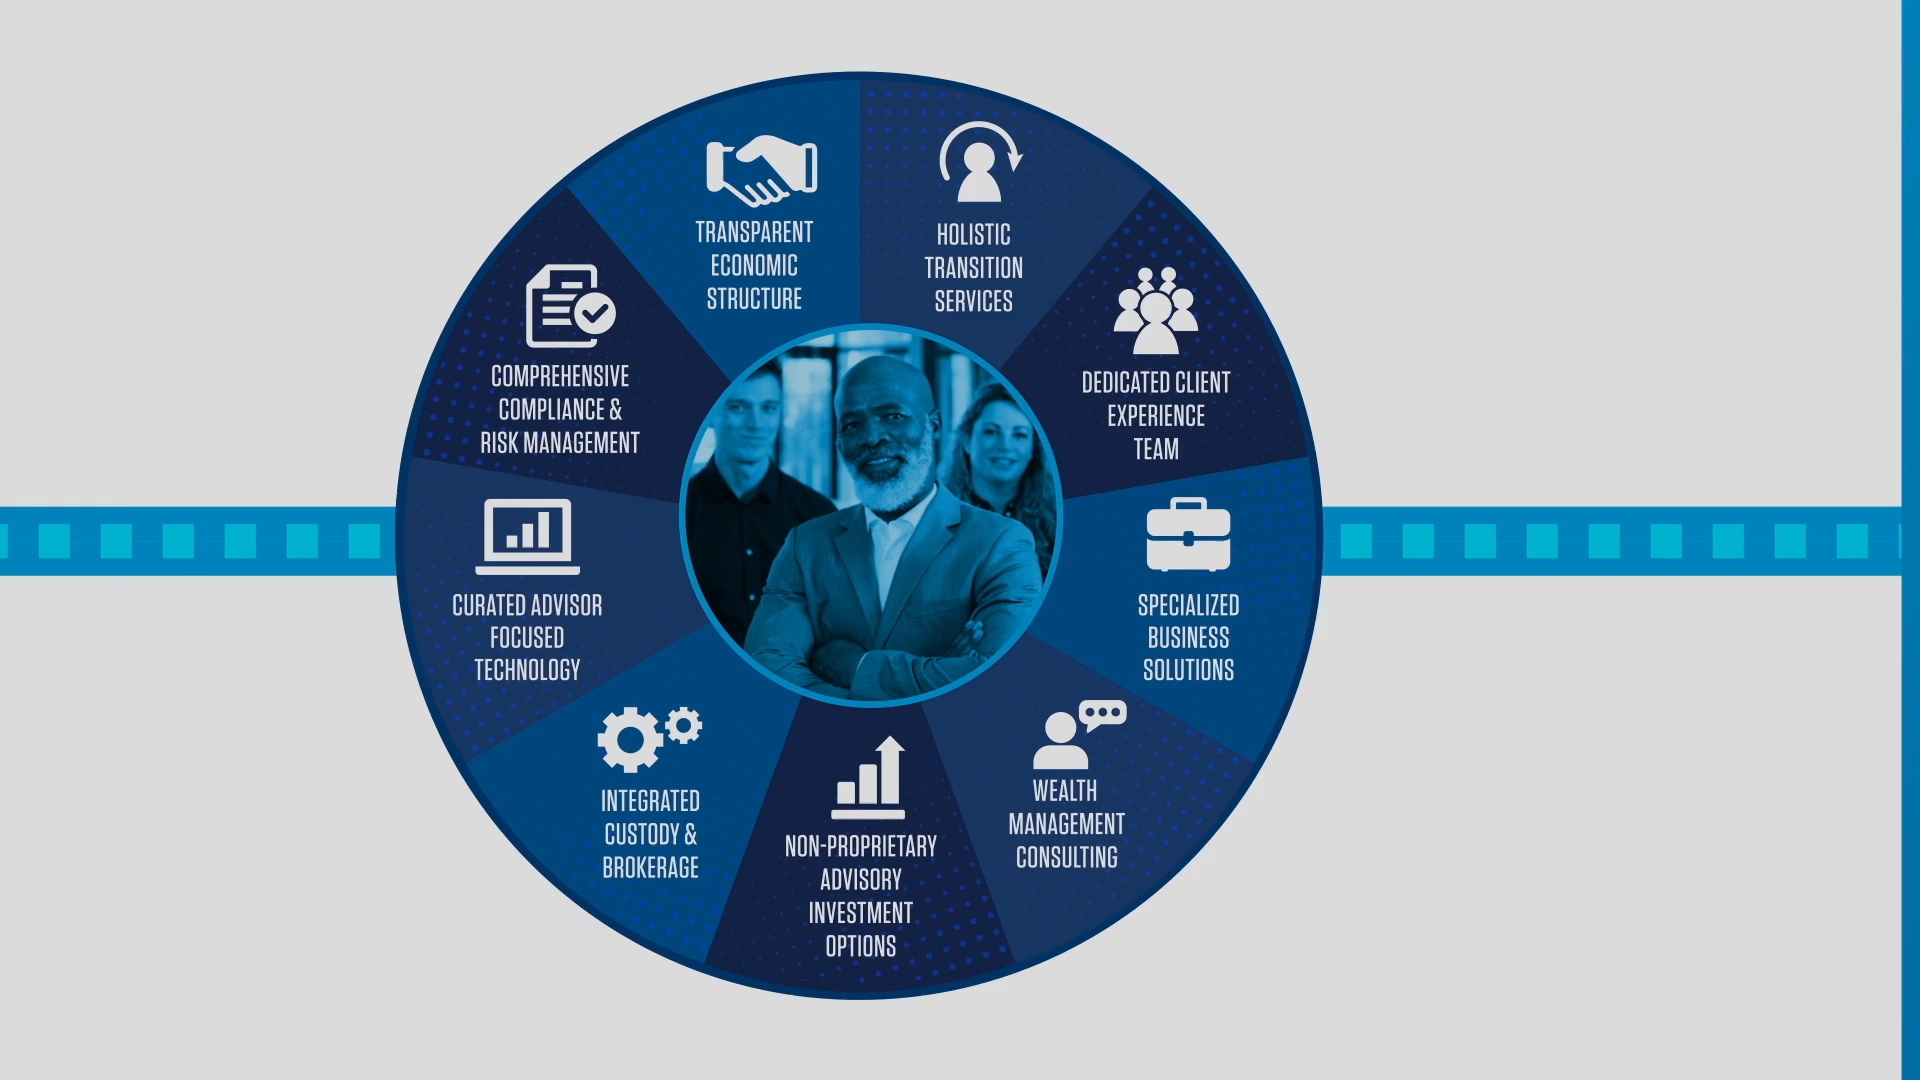 TRANSPARENT
ECONOMIC
STRUCTURE
HOLISTIC
TRANSITION
SERVICES
DEDICATED CLIENT
EXPERIENCE
TEAM
SPECIALIZED
BUSINESS
SOLUTIONS
WEALTH
MANAGEMENT
CONSULTING
NON-PROPRIETARY
ADVISORY
INVESTMENT
OPTIONS
INTEGRATED
CUSTODY &
BROKERAGE
CURATED ADVISOR
FOCUSED
TECHNOLOGY
COMPREHENSIVE
COMPLIANCE &
RISK MANAGEMENT